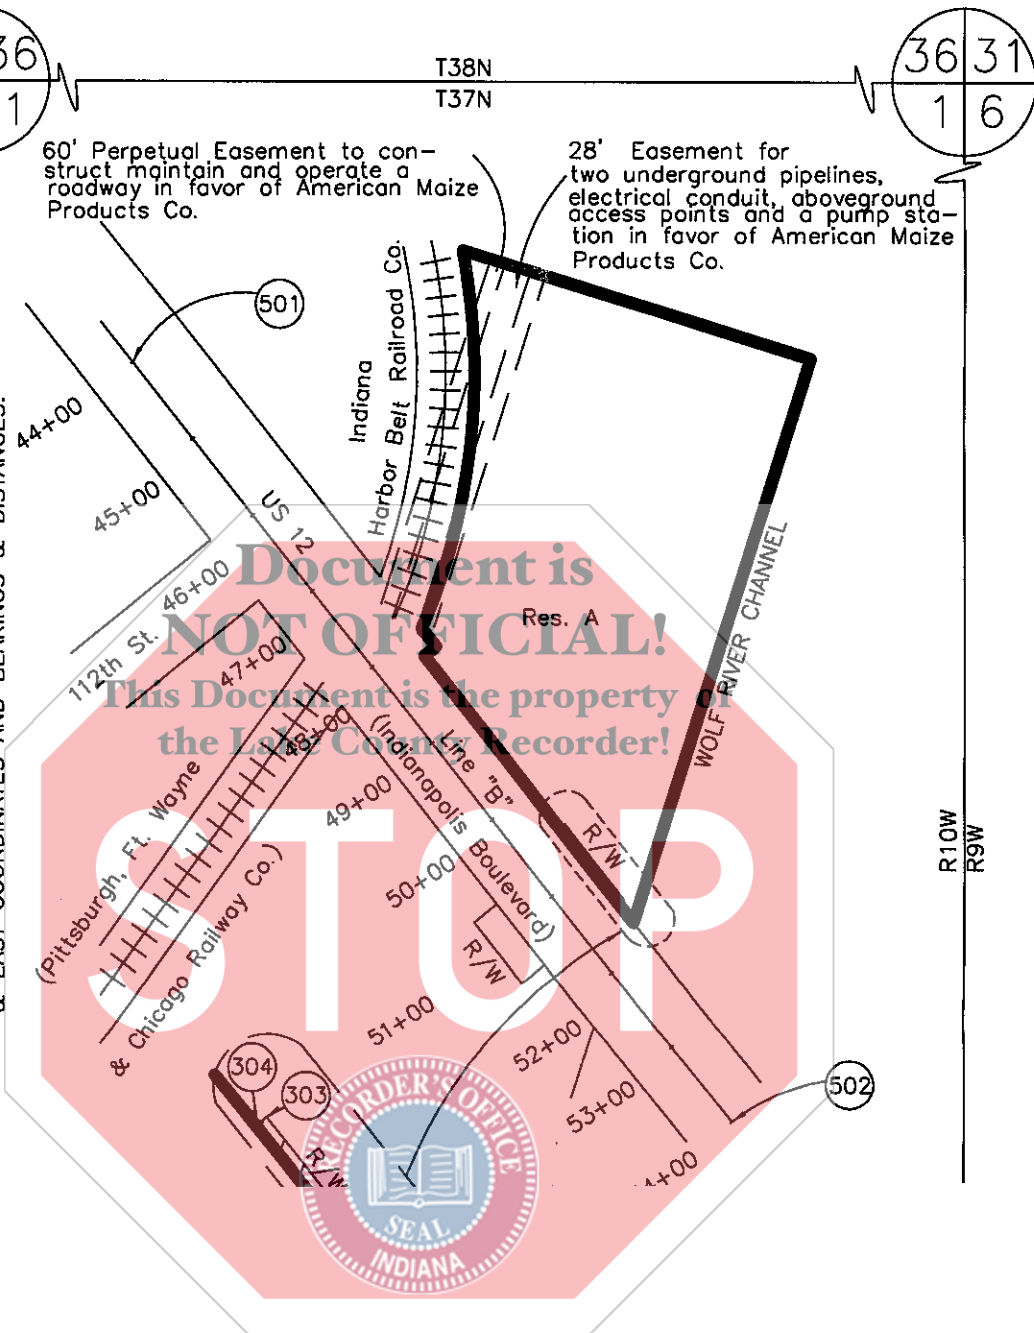 36
1
T38N
T37N
36 31
1 6
60' Perpetual Easement to con-
struct maintain and operate a
roadway in favor of American Maize
Products Co.
28' Easement for
two underground pipelines,
electrical conduit, aboveground
access points and a pump sta-
tion in favor of American Maize
Products Co.
501
Indiana
Harbor Belt Railroad Co.
44+00
45+00
46+00
47+00
48+00
49+00
50+00
51+00
52+00
53+00
+00
US 12
112th St.
Res. A
WOLF RIVER CHANNEL
Line "B"
(Indianapolis Boulevard)
R/W
R/W
R/W
(Pittsburgh, Ft. Wayne
& Chicago Railway Co.)
R10W
R9W
304
303
502
& EAST COORDINATES AND BEARINGS & DISTANCES.
Document is
NOT OFFICIAL!
This Document is the property of
the Lake County Recorder!
STOP
RECORDER'S OFFICE
SEAL
INDIANA